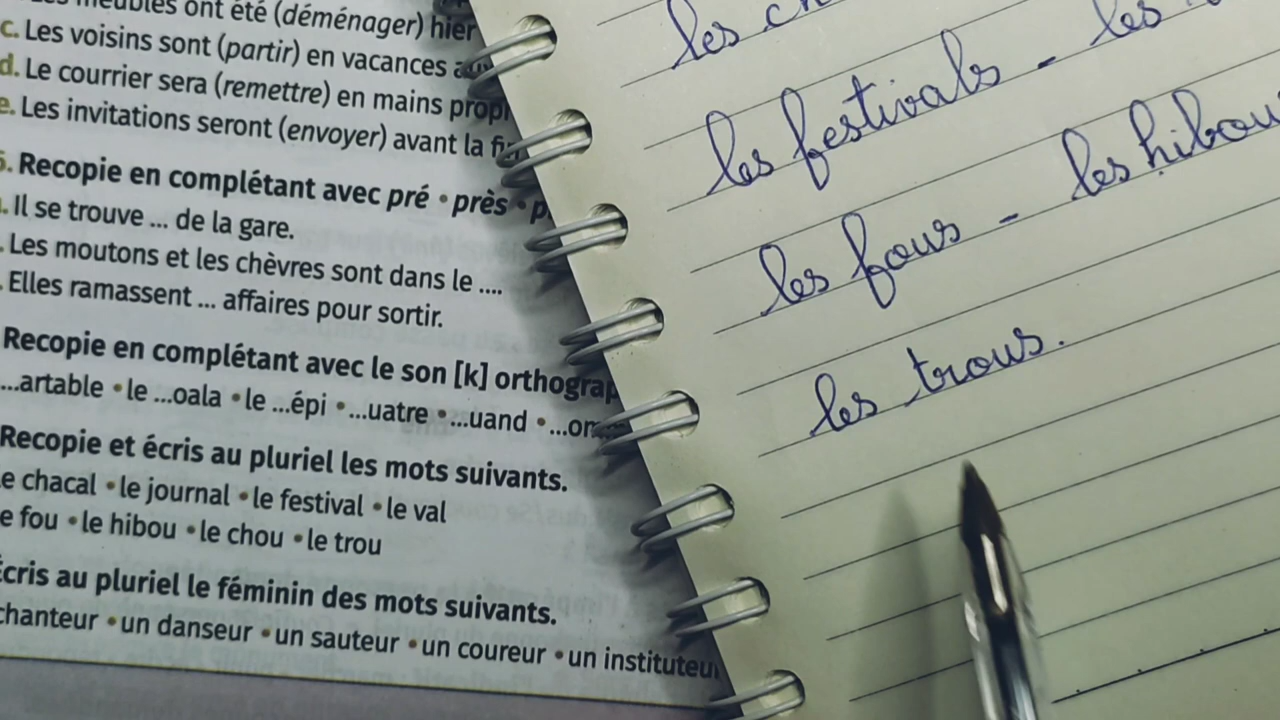 meubles ont été (déménager) hier
c. Les voisins sont (partir) en vacances
d. Le courrier sera (remettre) en mains
e. Les invitations seront (envoyer) avant la
Recopie en complétant avec pré • près •
Il se trouve ... de la gare.
Les moutons et les chèvres sont dans le ....
Elles ramassent ... affaires pour sortir.
Recopie en complétant avec le son [k]
...artable • le ...oala • le ...épi • ...uatre • ...uand •
Recopie et écris au pluriel les mots suivants.
chacal • le journal • le festival • le val
fou • le hibou • le chou • le trou
Écris au pluriel le féminin des mots suivants.
chanteur • un danseur • un sauteur • un coureur • un
les
les festivals - les
les fous - les
les trous.